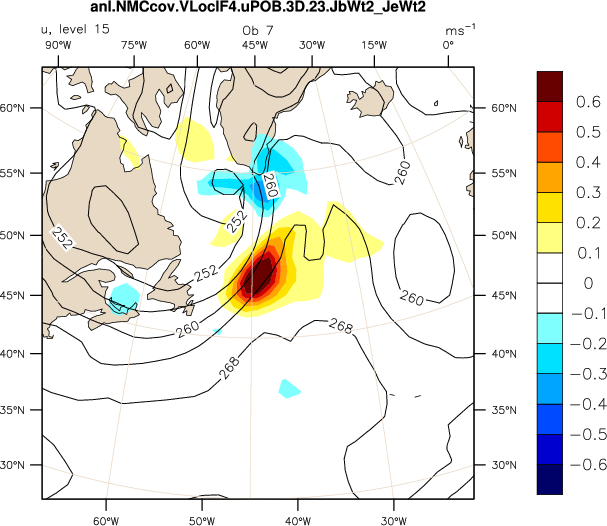 anl.NMCcov.VLoclF4.uPOB.3D.23.JbWt2_JeWt2
u, level 15 Ob 7 ms⁻¹
90°W 75°W 60°W 45°W 30°W 15°W 0°
60°N 60°N
55°N 55°N
50°N 50°N
45°N 45°N
40°N 40°N
35°N 35°N
30°N 30°N
60°W 50°W 40°W 30°W
260
260
252
252
252
260
260
268
268
0.6
0.5
0.4
0.3
0.2
0.1
0
-0.1
-0.2
-0.3
-0.4
-0.5
-0.6